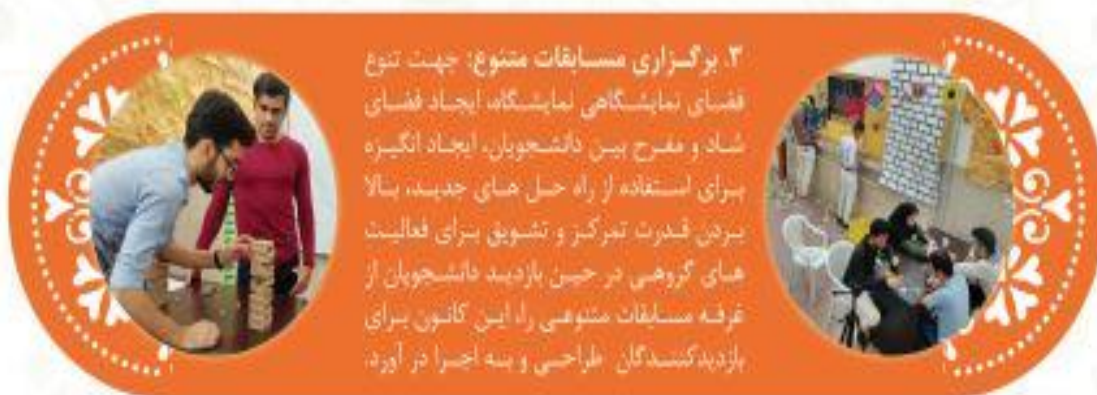 ۳. برگزاری مسابقات متنوع: جهت تنوع
فضای نمایشگاهی نمایشگاه، ایجاد فضای
شاد و مفرح بین دانشجویان، ایجاد انگیزه
برای استفاده از راه حل های جدید، بالا
بردن قدرت تمرکز و تشویق برای فعالیت
های گروهی در حین بازدید دانشجویان از
غرفه مسابقات متنوعی را، این کانون برای
بازدیدکنندگان طراحی و به اجرا در آورد.